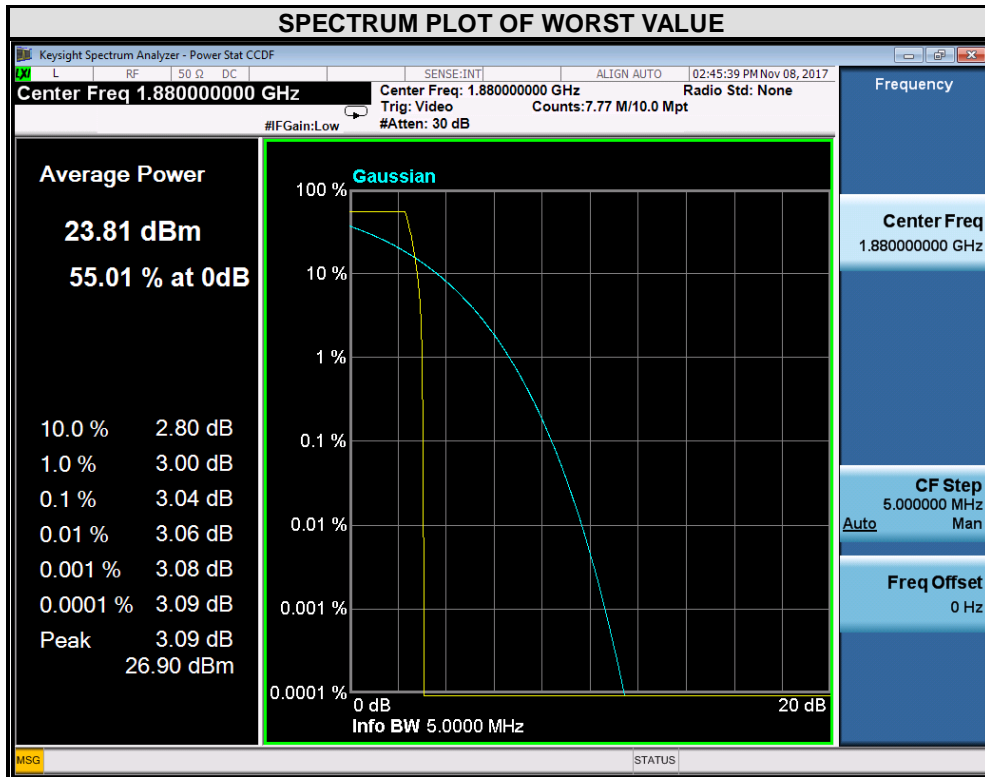 SPECTRUM PLOT OF WORST VALUE
Keysight Spectrum Analyzer - Power Stat CCDF
LXI L RF 50 Ω DC SENSE:INT ALIGN AUTO 02:45:39 PM Nov 08, 2017
Center Freq 1.880000000 GHz
Center Freq: 1.880000000 GHz Radio Std: None
Trig: Video Counts:7.77 M/10.0 Mpt
#IFGain:Low #Atten: 30 dB
Average Power
23.81 dBm
55.01 % at 0dB
10.0 % 2.80 dB
1.0 % 3.00 dB
0.1 % 3.04 dB
0.01 % 3.06 dB
0.001 % 3.08 dB
0.0001 % 3.09 dB
Peak 3.09 dB
26.90 dBm
Gaussian
100 %
10 %
1 %
0.1 %
0.01 %
0.001 %
0.0001 %
0 dB 20 dB
Info BW 5.0000 MHz
Frequency
Center Freq
1.880000000 GHz
CF Step
5.000000 MHz
Auto Man
Freq Offset
0 Hz
MSG STATUS